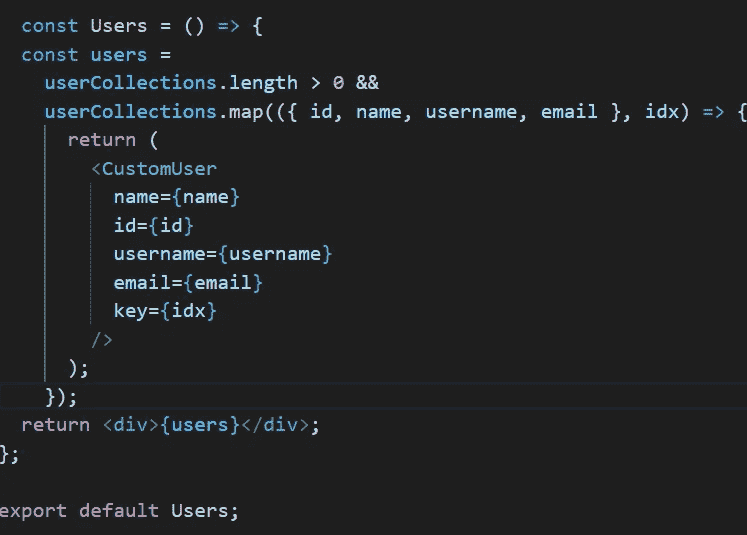 const Users = () => {
const users =
userCollections.length > 0 &&
userCollections.map(({ id, name, username, email }, idx) => {
return (
<CustomUser
name={name}
id={id}
username={username}
email={email}
key={idx}
/>
);
});
return <div>{users}</div>;
};
export default Users;